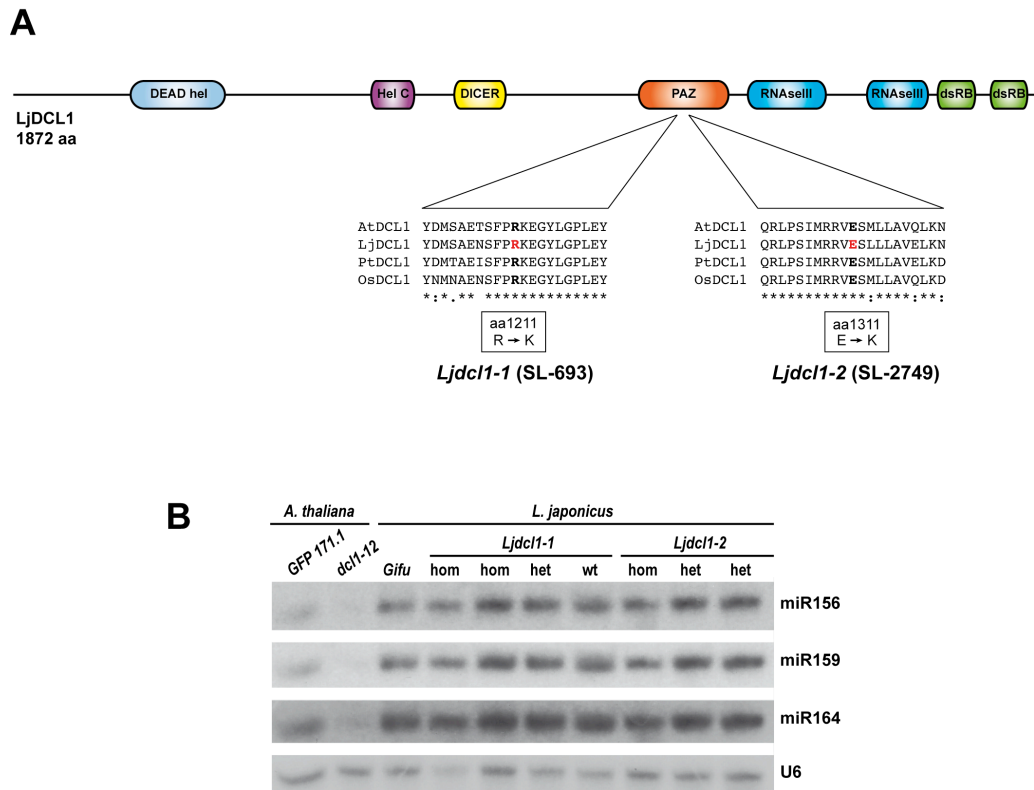 A
DEAD hel
Hel C
DICER
PAZ
RNAseIII
RNAseIII
dsRB
dsRB
LjDCL1
1872 aa
AtDCL1 YDMSAETSFPRKEGYLGPLEY
LjDCL1 YDMSAENSFPRKEGYLGPLEY
PtDCL1 YDMTAEISFPRKEGYLGPLEY
OsDCL1 YNMNAENSFPRKEGYLGPLEY
*:*.** **************
aa1211
R → K
Ljdcl1-1 (SL-693)
AtDCL1 QRLPSIMRRVESMLLAVQLKN
LjDCL1 QRLPSIMRRVESLLLAVQLKN
PtDCL1 QRLPSIMRRVESMLLAVELKD
OsDCL1 QRLPSIMRRVESMLLAVQLKD
************:****:**:
aa1311
E → K
Ljdcl1-2 (SL-2749)
B
A. thaliana
L. japonicus
GFP 171.1
dcl1-12
Gifu
Ljdcl1-1
Ljdcl1-2
hom hom het wt hom het het
miR156
miR159
miR164
U6